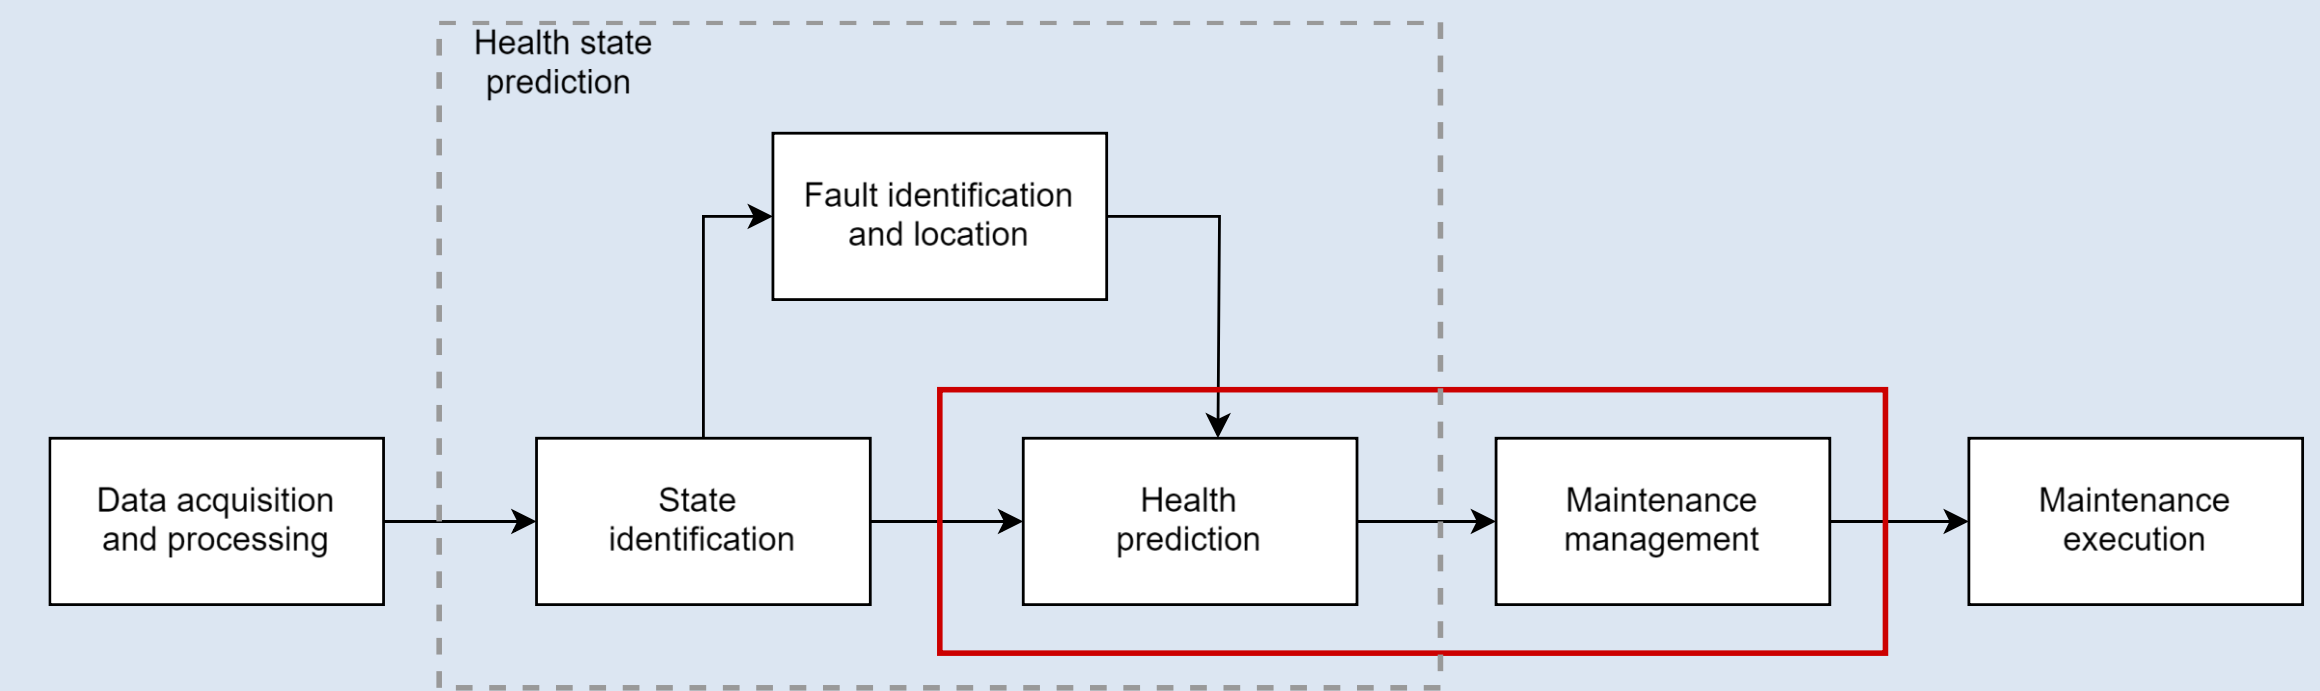 Health state
prediction
Fault identification
and location
Data acquisition
and processing
State
identification
Health
prediction
Maintenance
management
Maintenance
execution